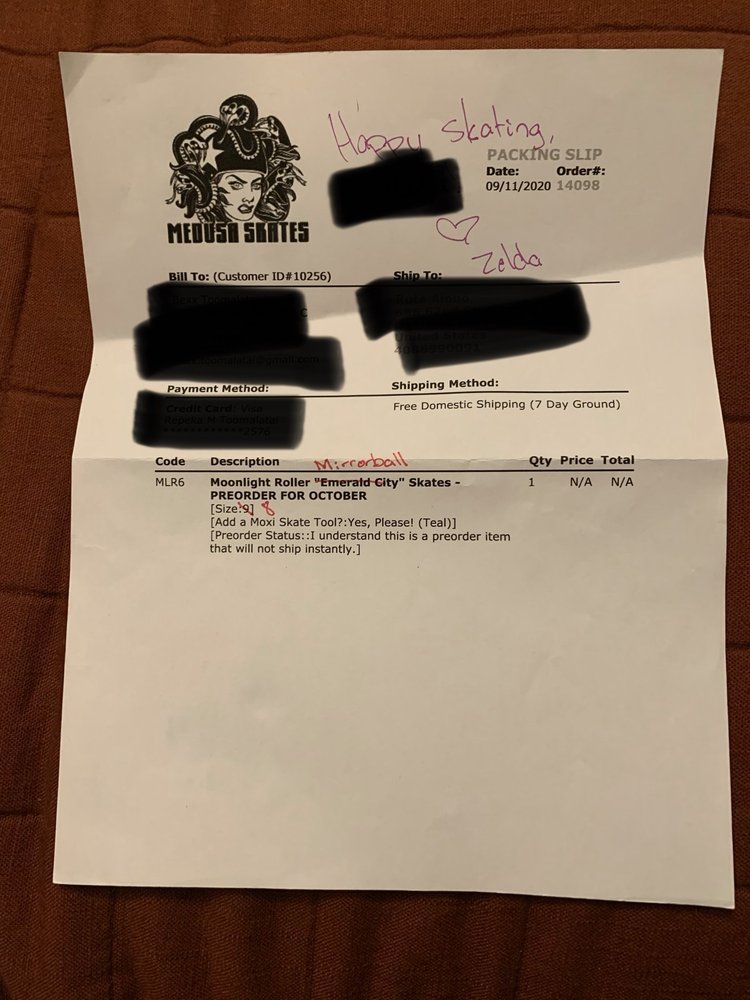 Happy skating,
PACKING SLIP
Date: Order#:
09/11/2020 14098
MEDUSA SKATES
Zelda
Bill To: (Customer ID#10256) Ship To:
Payment Method: Shipping Method:
Free Domestic Shipping (7 Day Ground)
Mirrorball
Code Description Qty Price Total
MLR6 Moonlight Roller "Emerald City" Skates - 1 N/A N/A
PREORDER FOR OCTOBER
[Size:9] 8
[Add a Moxi Skate Tool?:Yes, Please! (Teal)]
[Preorder Status::I understand this is a preorder item
that will not ship instantly.]